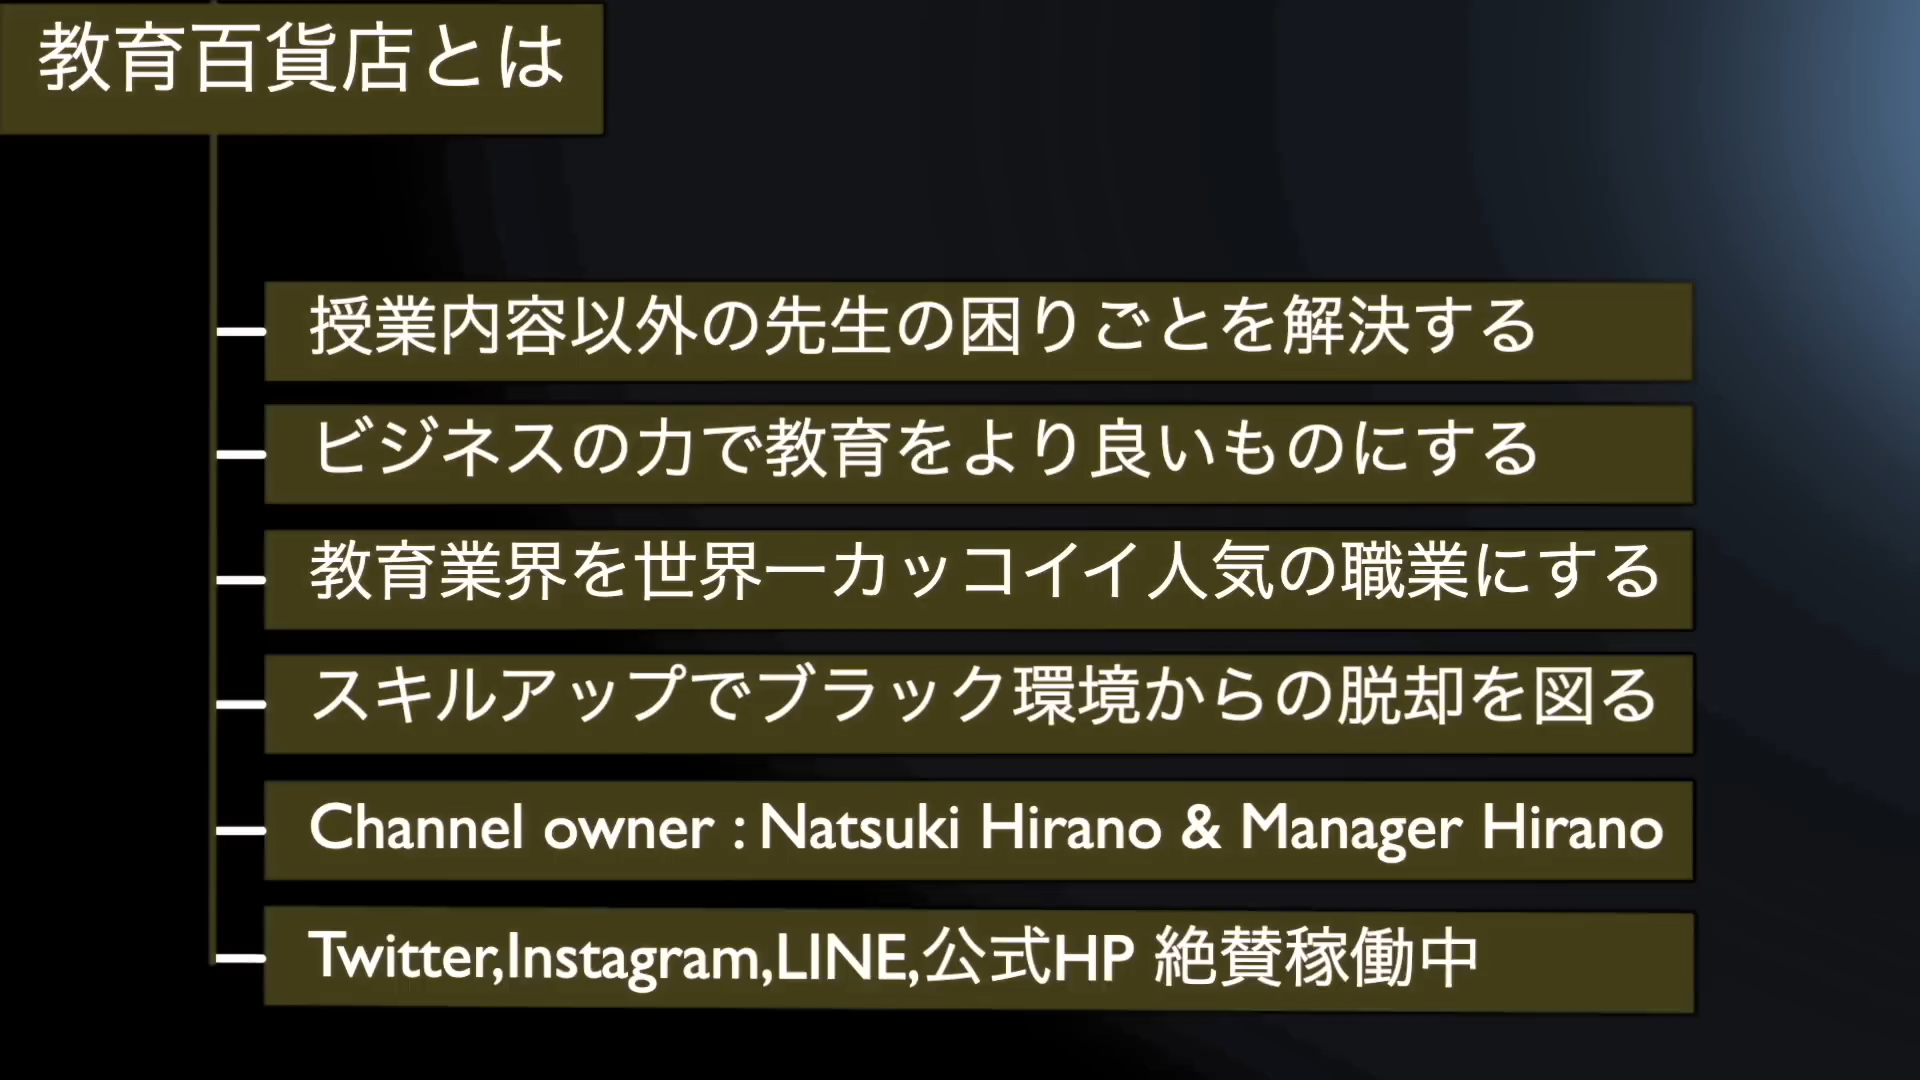 教育百貨店とは
授業内容以外の先生の困りごとを解決する
ビジネスの力で教育をより良いものにする
教育業界を世界一カッコイイ人気の職業にする
スキルアップでブラック環境からの脱却を図る
Channel owner : Natsuki Hirano & Manager Hirano
Twitter,Instagram,LINE,公式HP 絶賛稼働中